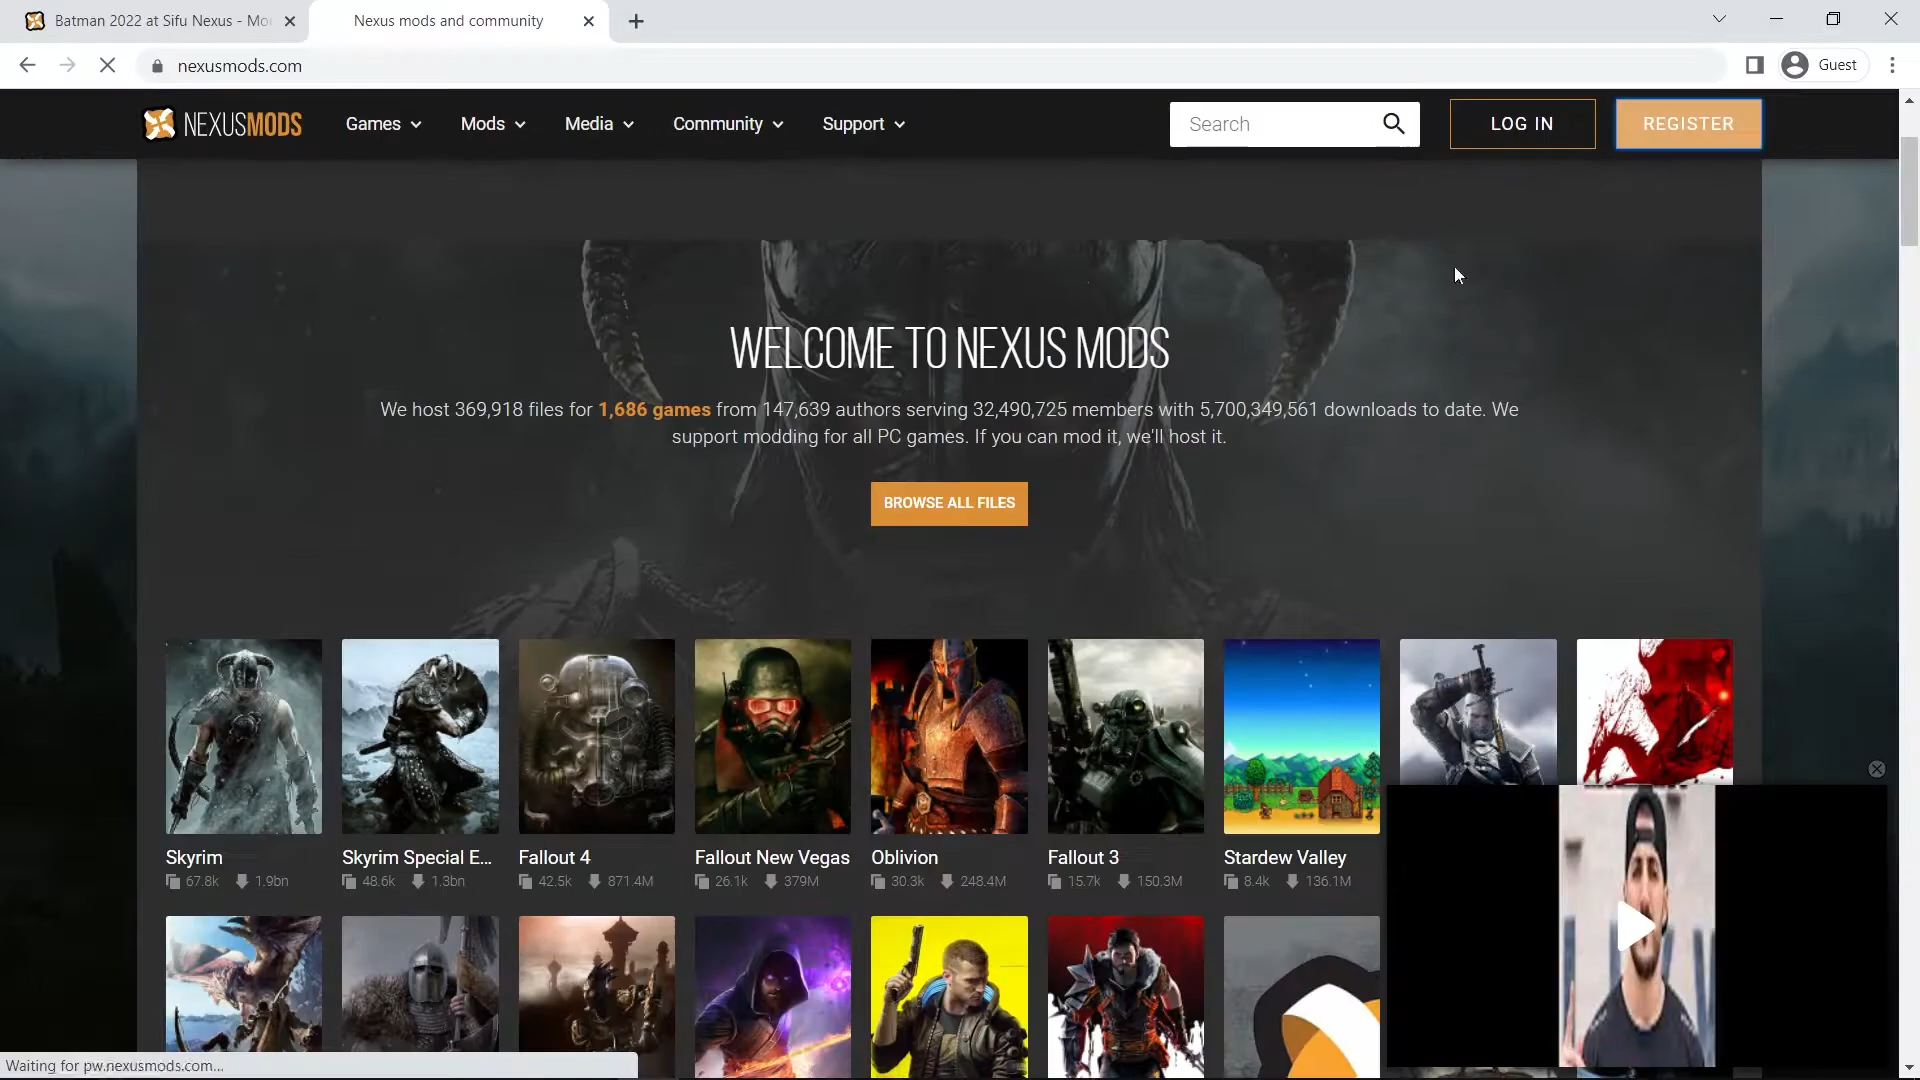 Batman 2022 at Sifu Nexus - Mo
Nexus mods and community
nexusmods.com
Guest
NEXUSMODS
Games
Mods
Media
Community
Support
Search
LOG IN
REGISTER
WELCOME TO NEXUS MODS
We host 369,918 files for 1,686 games from 147,639 authors serving 32,490,725 members with 5,700,349,561 downloads to date. We
support modding for all PC games. If you can mod it, we'll host it.
BROWSE ALL FILES
Skyrim
Skyrim Special E...
Fallout 4
Fallout New Vegas
Oblivion
Fallout 3
Stardew Valley
67.8k 1.9bn
48.6k 1.3bn
42.5k 871.4M
26.1k 379M
30.3k 248.4M
15.7k 150.3M
8.4k 136.1M
Waiting for pw.nexusmods.com...